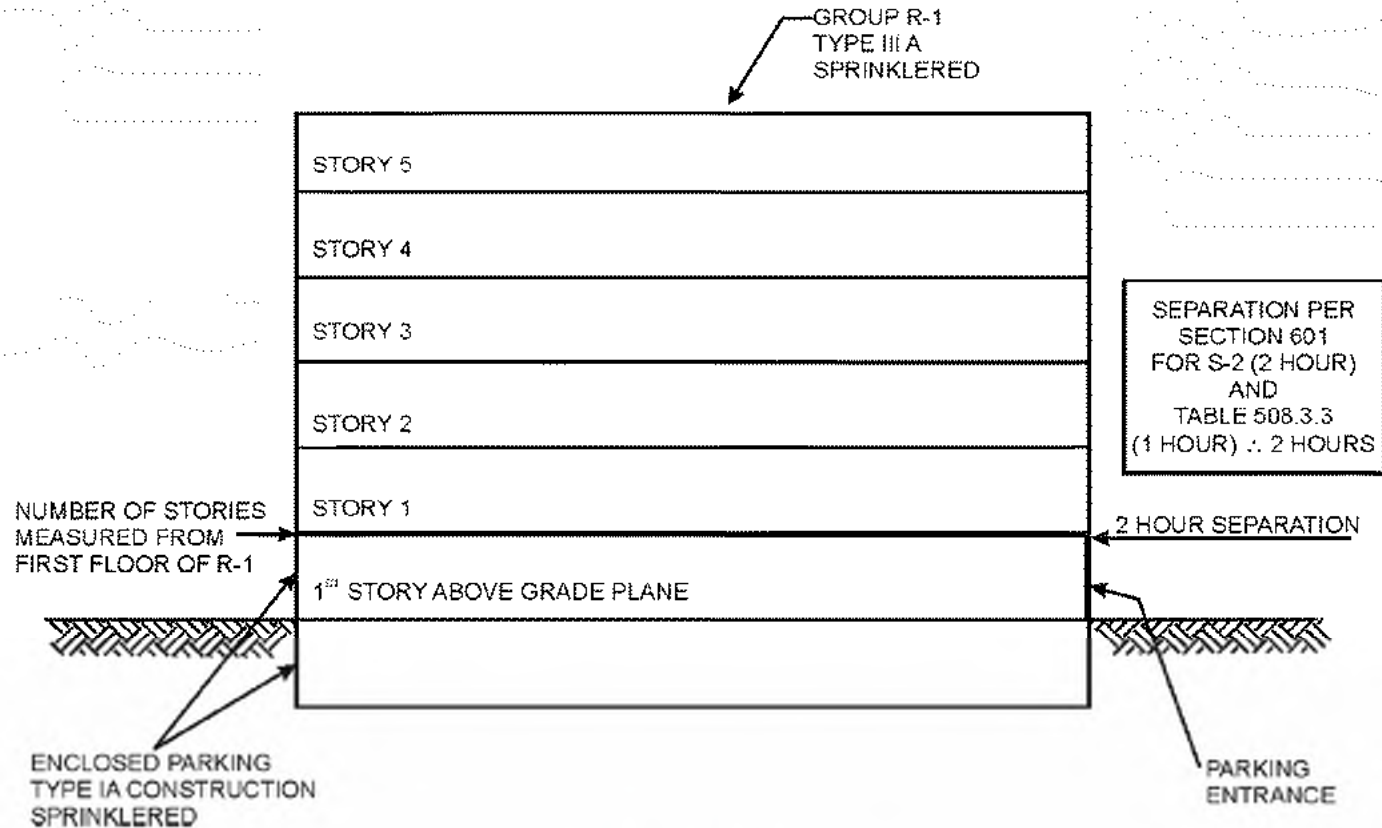 GROUP R-1
TYPE III A
SPRINKLERED
STORY 5
STORY 4
STORY 3
STORY 2
STORY 1
SEPARATION PER
SECTION 601
FOR S-2 (2 HOUR)
AND
TABLE 508.3.3
(1 HOUR) ∴ 2 HOURS
NUMBER OF STORIES
MEASURED FROM
FIRST FLOOR OF R-1
2 HOUR SEPARATION
1ST STORY ABOVE GRADE PLANE
ENCLOSED PARKING
TYPE IA CONSTRUCTION
SPRINKLERED
PARKING
ENTRANCE